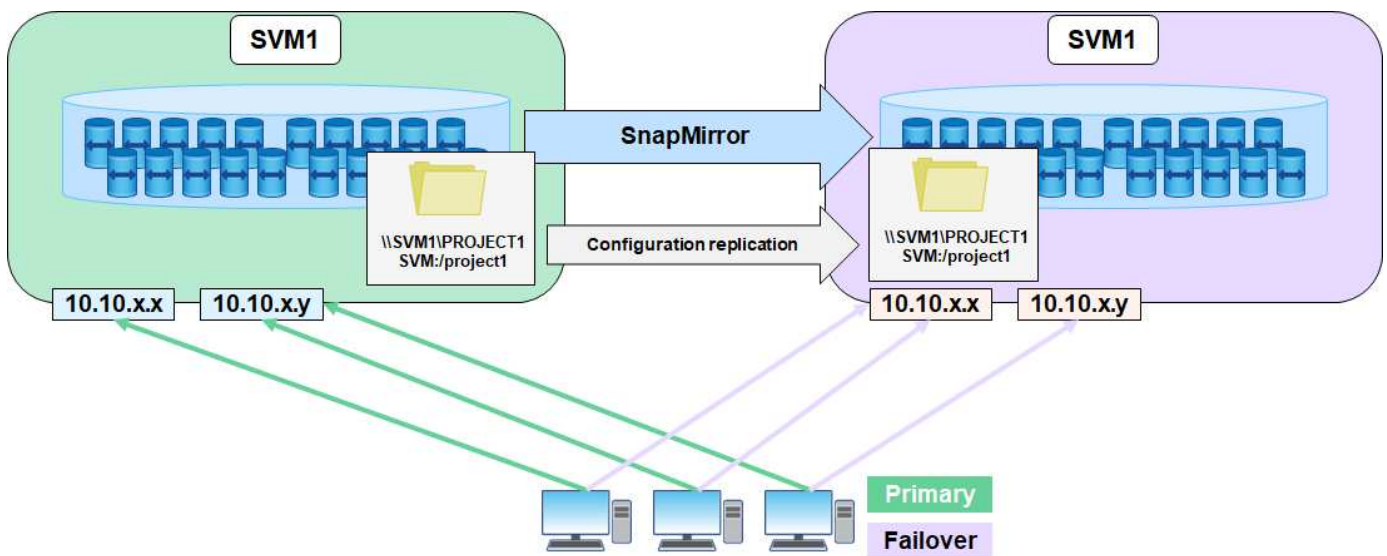 SVM1
SVM1
SnapMirror
\\SVM1\PROJECT1
SVM:/project1
Configuration replication
\\SVM1\PROJECT1
SVM:/project1
10.10.x.x
10.10.x.y
10.10.x.x
10.10.x.y
Primary
Failover